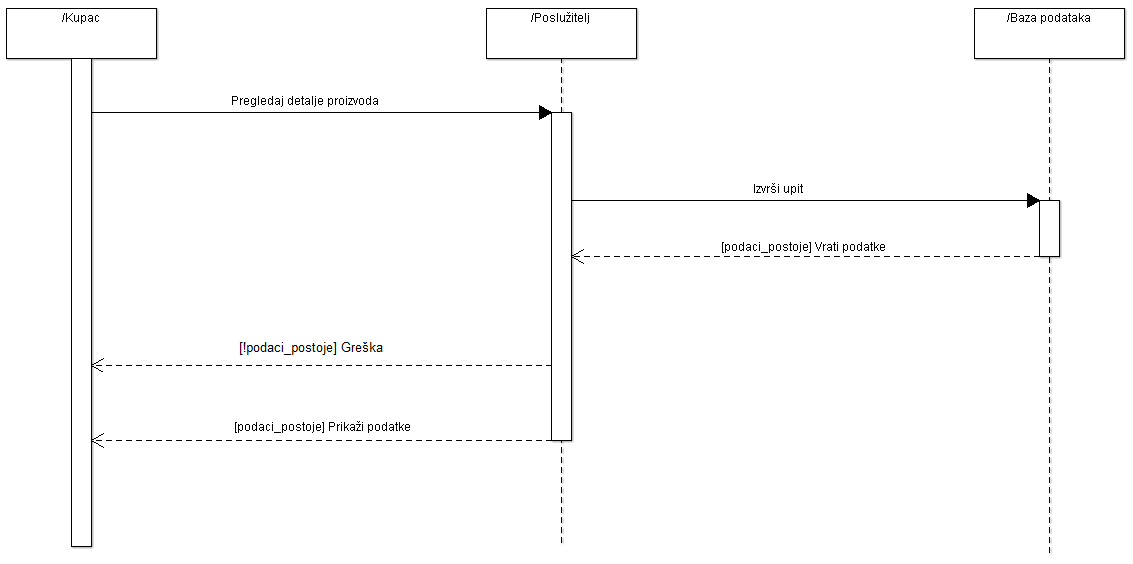 /Kupac
/Poslužitelj
/Baza podataka
Pregledaj detalje proizvoda
Izvrši upit
[podaci_postoje] Vrati podatke
[!podaci_postoje] Greška
[podaci_postoje] Prikaži podatke